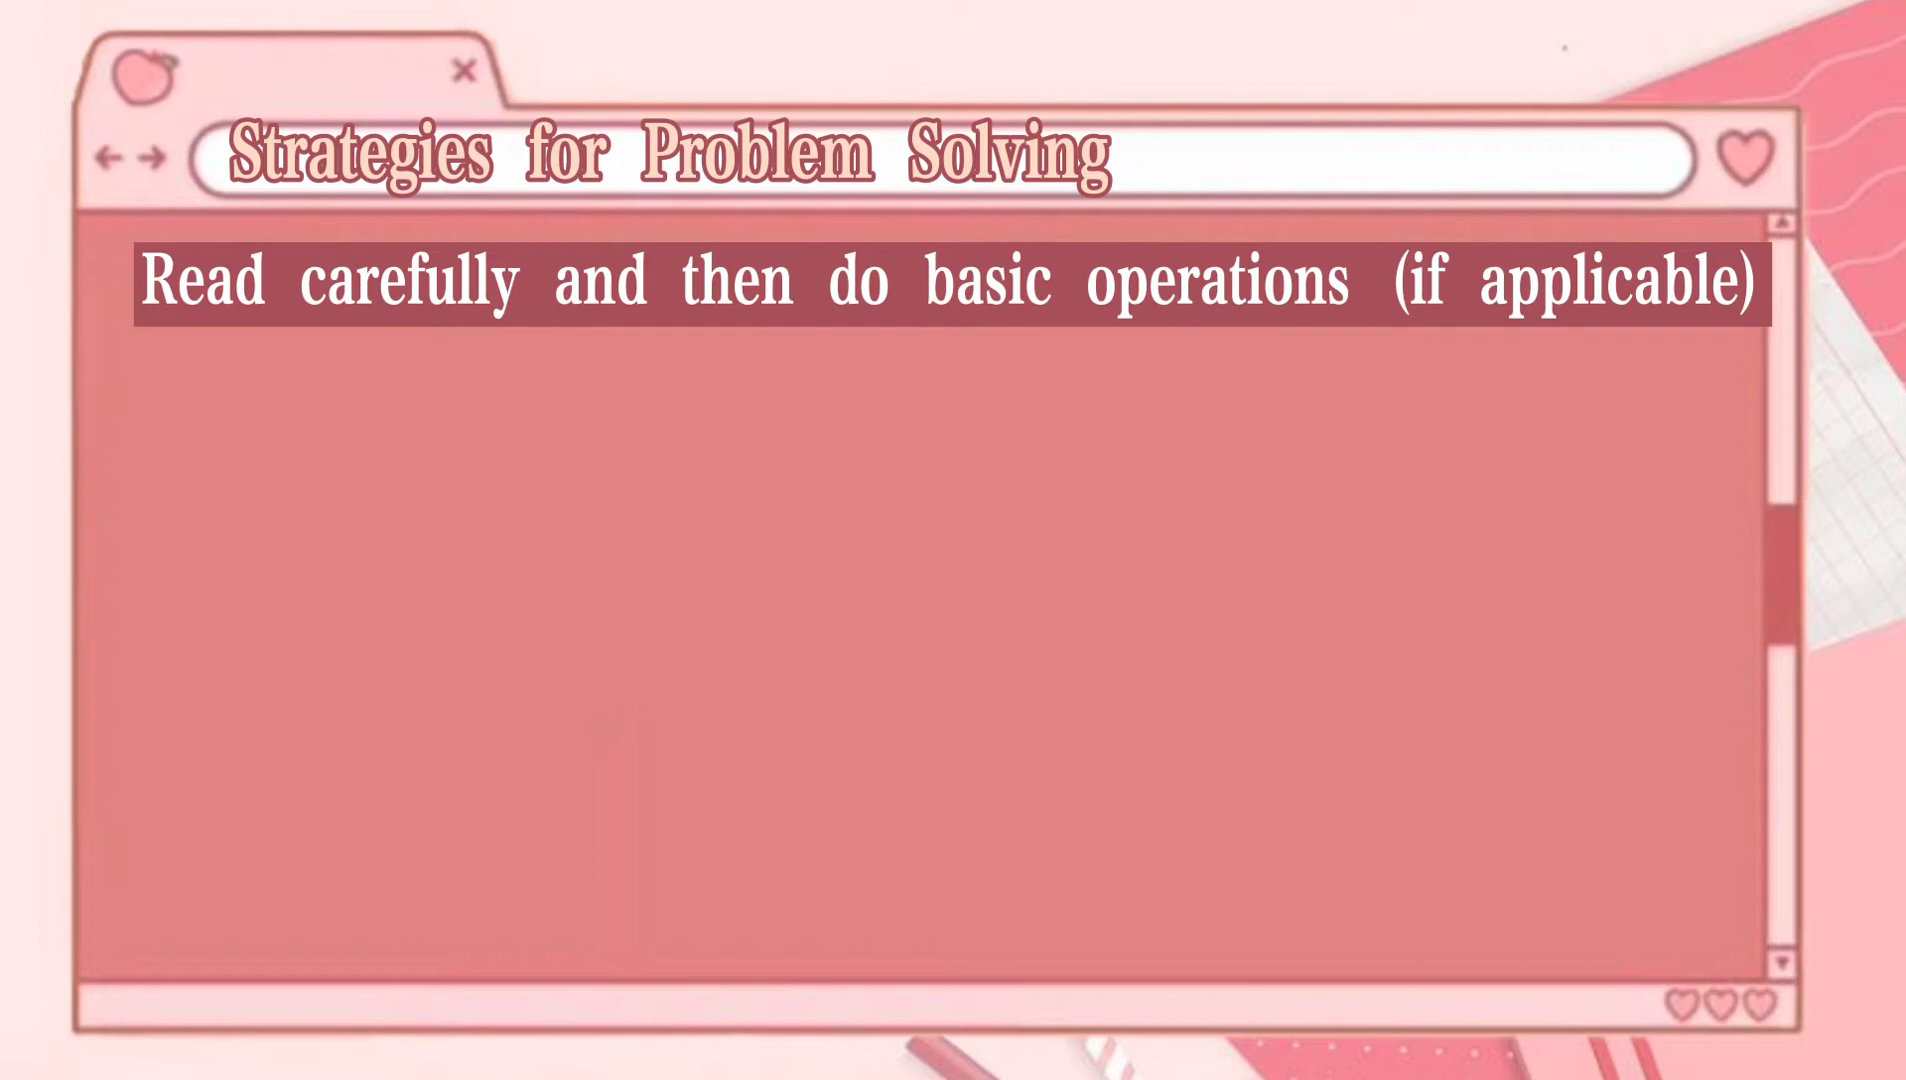 Strategies for Problem Solving
Read carefully and then do basic operations (if applicable)